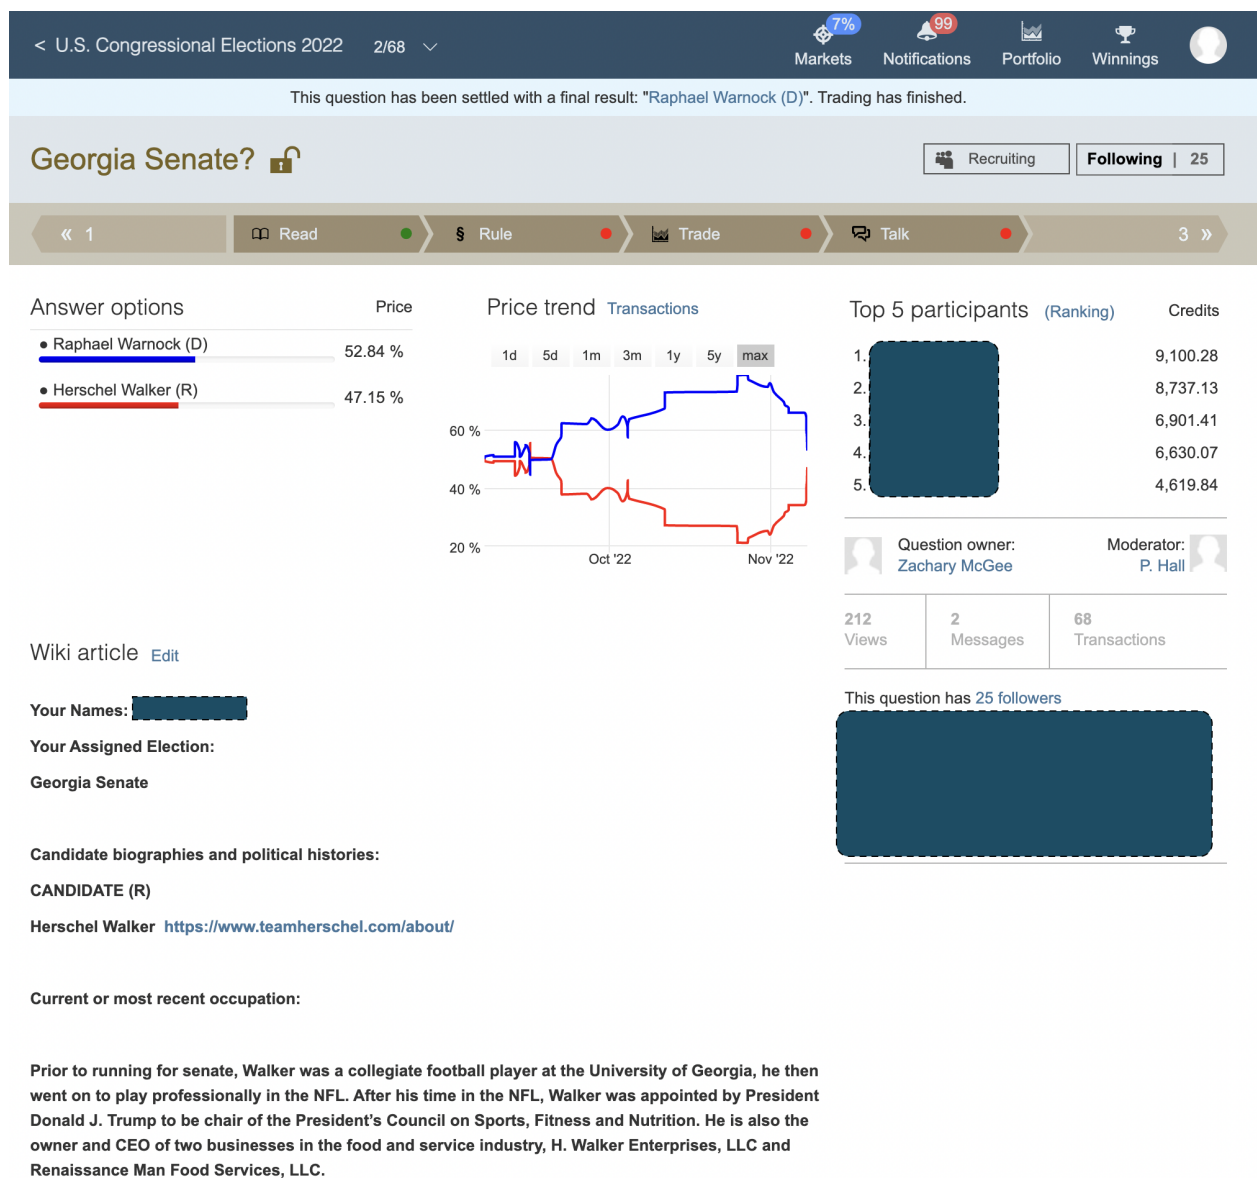 < U.S. Congressional Elections 2022 2/68
7%
99
Markets
Notifications
Portfolio
Winnings
This question has been settled with a final result: "Raphael Warnock (D)". Trading has finished.
Georgia Senate?
Recruiting
Following | 25
« 1
Read
§ Rule
Trade
Talk
3 »
Answer options
Price
• Raphael Warnock (D)
52.84 %
• Herschel Walker (R)
47.15 %
Price trend Transactions
1d 5d 1m 3m 1y 5y max
60 %
40 %
20 %
Oct '22
Nov '22
Top 5 participants (Ranking)
Credits
1. 9,100.28
2. 8,737.13
3. 6,901.41
4. 6,630.07
5. 4,619.84
Question owner:
Zachary McGee
Moderator:
P. Hall
212
Views
2
Messages
68
Transactions
This question has 25 followers
Wiki article Edit
Your Names:
Your Assigned Election:
Georgia Senate
Candidate biographies and political histories:
CANDIDATE (R)
Herschel Walker https://www.teamherschel.com/about/
Current or most recent occupation:
Prior to running for senate, Walker was a collegiate football player at the University of Georgia, he then
went on to play professionally in the NFL. After his time in the NFL, Walker was appointed by President
Donald J. Trump to be chair of the President's Council on Sports, Fitness and Nutrition. He is also the
owner and CEO of two businesses in the food and service industry, H. Walker Enterprises, LLC and
Renaissance Man Food Services, LLC.